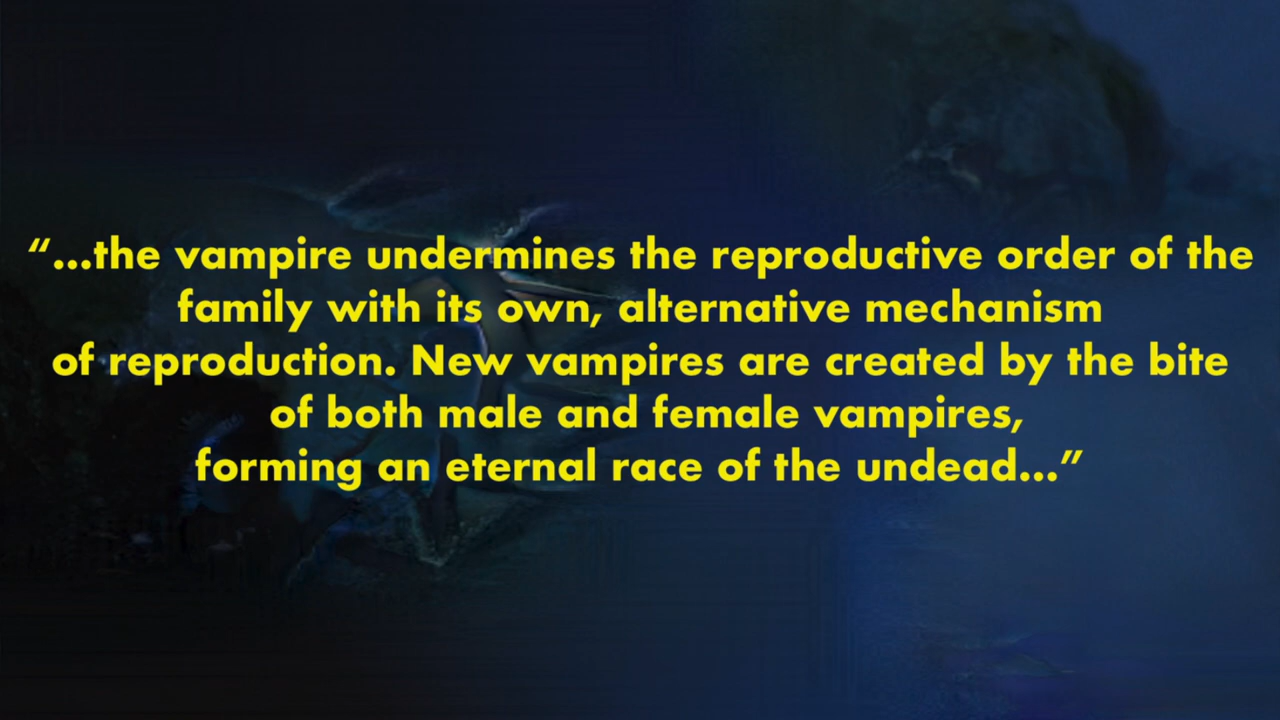 “...the vampire undermines the reproductive order of the
family with its own, alternative mechanism
of reproduction. New vampires are created by the bite
of both male and female vampires,
forming an eternal race of the undead...”